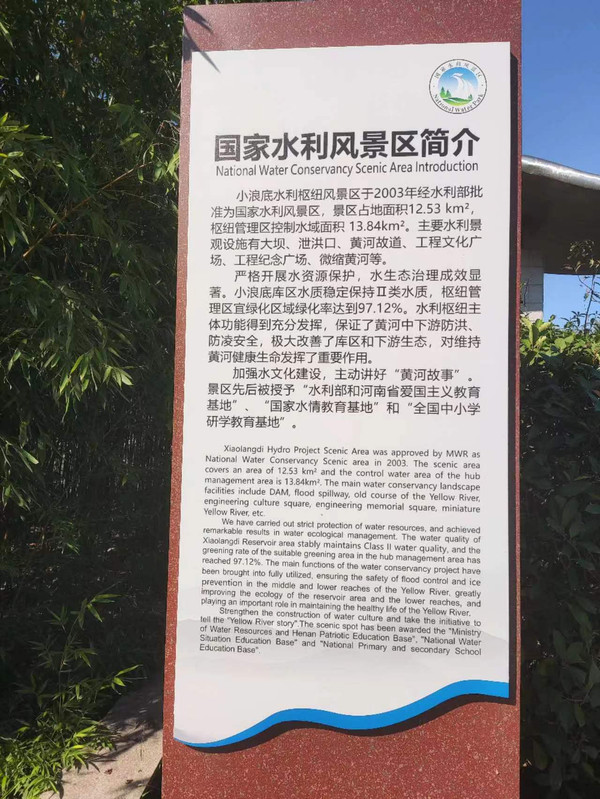 国家水利风景区
National Water Park
国家水利风景区简介
National Water Conservancy Scenic Area Introduction
小浪底水利枢纽风景区于2003年经水利部批
准为国家水利风景区，景区占地面积12.53 km²，
枢纽管理区控制水域面积 13.84km²。主要水利景
观设施有大坝、泄洪口、黄河故道、工程文化广
场、工程纪念广场、微缩黄河等。
严格开展水资源保护，水生态治理成效显
著。小浪底库区水质稳定保持Ⅱ类水质，枢纽管
理区宜绿化区域绿化率达到97.12%。水利枢纽主
体功能得到充分发挥，保证了黄河中下游防洪、
防凌安全，极大改善了库区和下游生态，对维持
黄河健康生命发挥了重要作用。
加强水文化建设，主动讲好“黄河故事”。
景区先后被授予“水利部和河南省爱国主义教育
基地”、“国家水情教育基地”和“全国中小学
研学教育基地”。
Xiaolangdi Hydro Project Scenic Area was approved by MWR as
National Water Conservancy Scenic area in 2003. The scenic area
covers an area of 12.53 km² and the control water area of the hub
management area is 13.84km². The main water conservancy landscape
facilities include DAM, flood spillway, old course of the Yellow River,
engineering culture square, engineering memorial square, miniature
Yellow River, etc.
We have carried out strict protection of water resources, and achieved
remarkable results in water ecological management. The water quality of
Xiaolangdi Reservoir area stably maintains Class II water quality, and the
greening rate of the suitable greening area in the hub management area has
reached 97.12%. The main functions of the water conservancy project have
been brought into fully utilized, ensuring the safety of flood control and ice
prevention in the middle and lower reaches of the Yellow River, greatly
improving the ecology of the reservoir area and the lower reaches, and
playing an important role in maintaining the healthy life of the Yellow River.
Strengthen the construction of water culture and take the initiative to
tell the "Yellow River story".The scenic spot has been awarded the "Ministry
of Water Resources and Henan Patriotic Education Base", "National Water
Situation Education Base" and "National Primary and secondary School
Education Base".